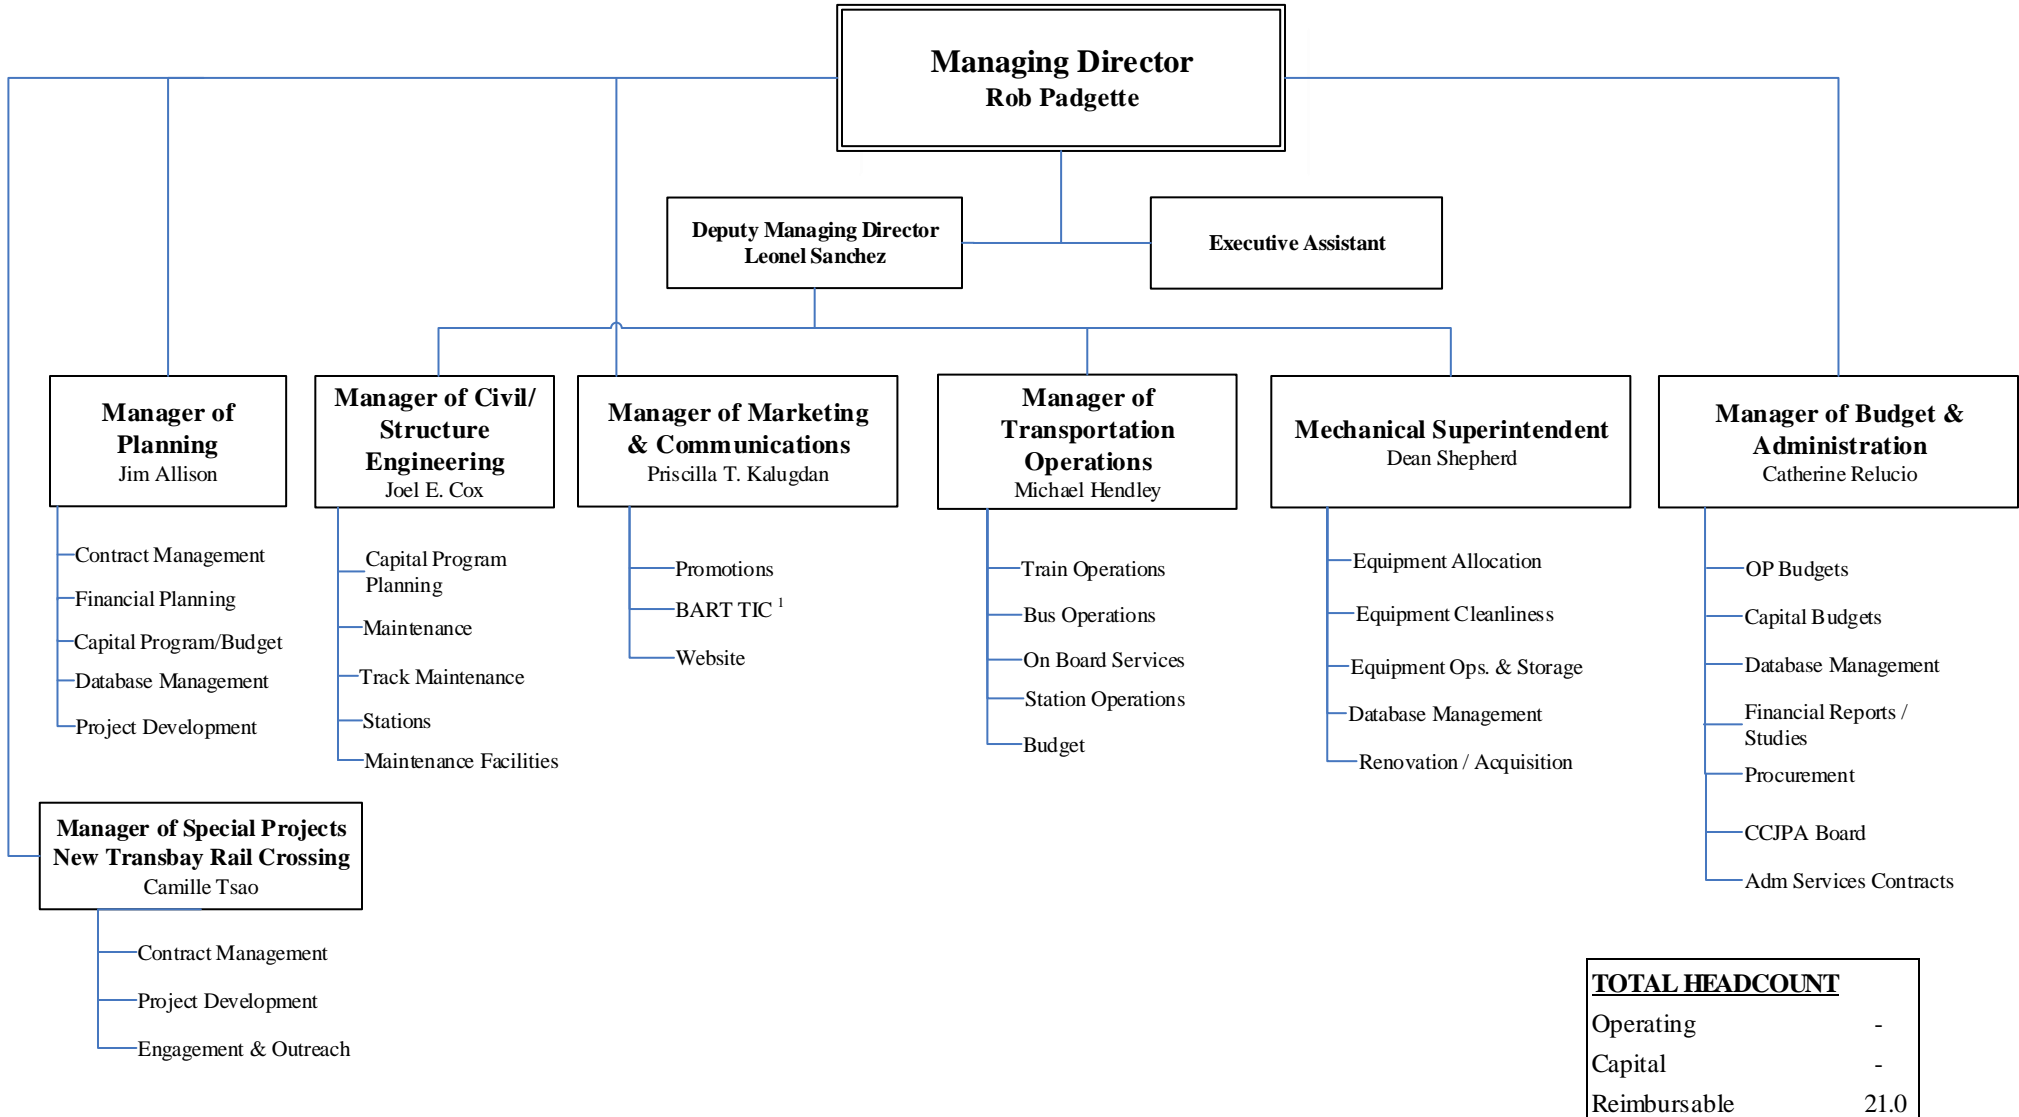 Managing Director
Rob Padgette
Deputy Managing Director
Leonel Sanchez
Executive Assistant
Manager of
Planning
Jim Allison
Contract Management
Financial Planning
Capital Program/Budget
Database Management
Project Development
Manager of Civil/
Structure
Engineering
Joel E. Cox
Capital Program
Planning
Maintenance
Track Maintenance
Stations
Maintenance Facilities
Manager of Marketing
& Communications
Priscilla T. Kalugdan
Promotions
BART TIC 1
Website
Manager of
Transportation
Operations
Michael Hendley
Train Operations
Bus Operations
On Board Services
Station Operations
Budget
Mechanical Superintendent
Dean Shepherd
Equipment Allocation
Equipment Cleanliness
Equipment Ops. & Storage
Database Management
Renovation / Acquisition
Manager of Budget &
Administration
Catherine Relucio
OP Budgets
Capital Budgets
Database Management
Financial Reports /
Studies
Procurement
CCJPA Board
Adm Services Contracts
Manager of Special Projects
New Transbay Rail Crossing
Camille Tsao
Contract Management
Project Development
Engagement & Outreach
TOTAL HEADCOUNT
Operating -
Capital -
Reimbursable 21.0